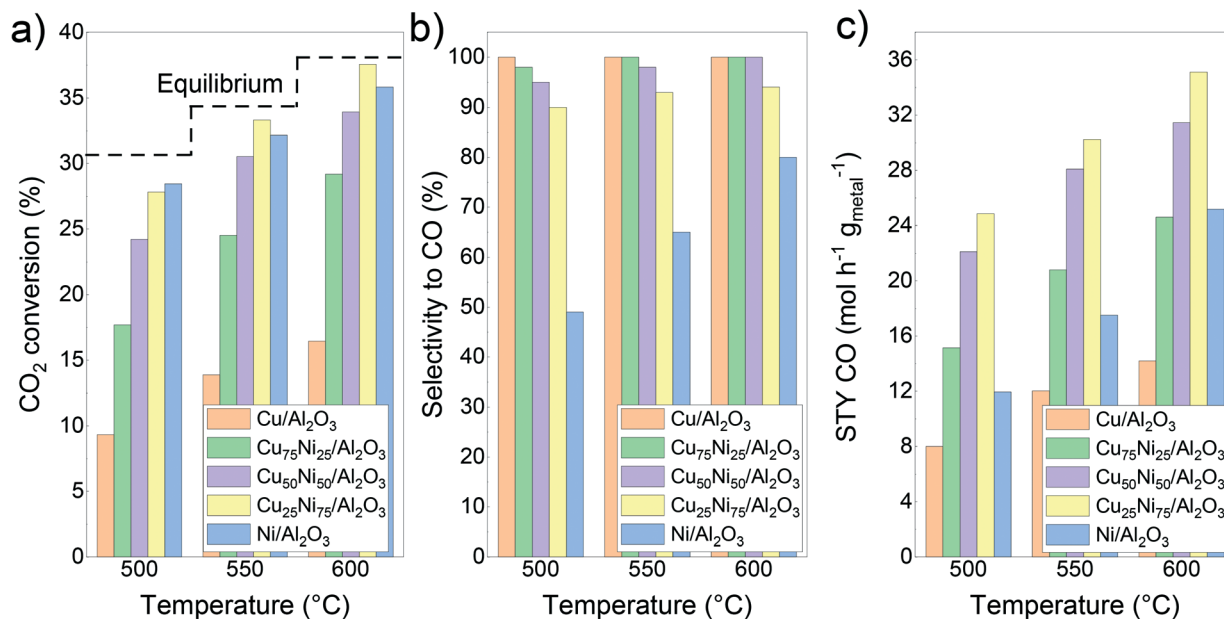 a)
CO₂ conversion (%)
40
35
30
25
20
15
10
5
0
Equilibrium
Cu/Al₂O₃
Cu₇₅Ni₂₅/Al₂O₃
Cu₅₀Ni₅₀/Al₂O₃
Cu₂₅Ni₇₅/Al₂O₃
Ni/Al₂O₃
500 550 600
Temperature (°C)
b)
Selectivity to CO (%)
100
90
80
70
60
50
40
30
20
10
0
Cu/Al₂O₃
Cu₇₅Ni₂₅/Al₂O₃
Cu₅₀Ni₅₀/Al₂O₃
Cu₂₅Ni₇₅/Al₂O₃
Ni/Al₂O₃
500 550 600
Temperature (°C)
c)
STY CO (mol h⁻¹ g_metal⁻¹)
36
32
28
24
20
16
12
8
4
0
Cu/Al₂O₃
Cu₇₅Ni₂₅/Al₂O₃
Cu₅₀Ni₅₀/Al₂O₃
Cu₂₅Ni₇₅/Al₂O₃
Ni/Al₂O₃
500 550 600
Temperature (°C)